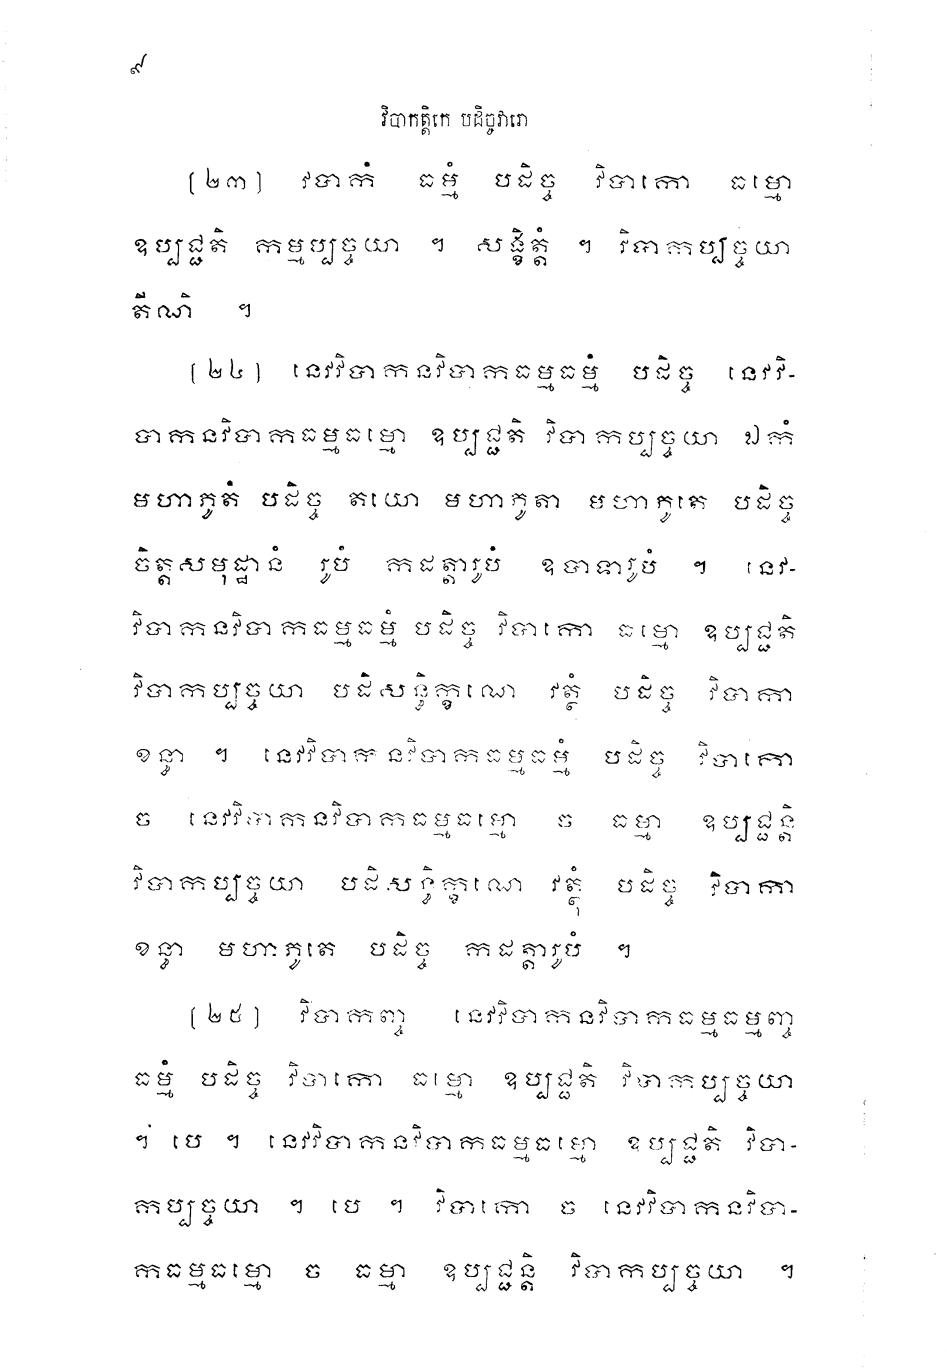 ៩
វិបាកត្តិកេ បដិច្ចវារោ
[២៣] វិបាកំ ធម្មំ បដិច្ច វិបាកោ ធម្មោ
ឧប្បជ្ជតិ កម្មប្បច្ចយា ។ សង្ខិត្តំ ។ វិបាកប្បច្ចយា
តីណិ ។
[២៤] នេវវិបាកនវិបាកធម្មធម្មំ បដិច្ច នេវវិ-
បាកនវិបាកធម្មធម្មោ ឧប្បជ្ជតិ វិបាកប្បច្ចយា ឯកំ
មហាភូតំ បដិច្ច តយោ មហាភូតា មហាភូតេ បដិច្ច
ចិត្តសមុដ្ឋានំ រូបំ កដត្តារូបំ ឧបាទារូបំ ។ នេវ-
វិបាកនវិបាកធម្មធម្មំ បដិច្ច វិបាកោ ធម្មោ ឧប្បជ្ជតិ
វិបាកប្បច្ចយា បដិសន្ធិក្ខណេ វត្ថុំ បដិច្ច វិបាកា
ខន្ធា ។ នេវវិបាកនវិបាកធម្មធម្មំ បដិច្ច វិបាកោ
ច នេវវិបាកនវិបាកធម្មធម្មោ ច ធម្មា ឧប្បជ្ជន្តិ
វិបាកប្បច្ចយា បដិសន្ធិក្ខណេ វត្ថុំ បដិច្ច វិបាកា
ខន្ធា មហាភូតេ បដិច្ច កដត្តារូបំ ។
[២៥] វិបាកញ្ច នេវវិបាកនវិបាកធម្មធម្មញ្ច
ធម្មំ បដិច្ច វិបាកោ ធម្មោ ឧប្បជ្ជតិ វិបាកប្បច្ចយា
។ បេ ។ នេវវិបាកនវិបាកធម្មធម្មោ ឧប្បជ្ជតិ វិបា-
កប្បច្ចយា ។ បេ ។ វិបាកោ ច នេវវិបាកនវិបា-
កធម្មធម្មោ ច ធម្មា ឧប្បជ្ជន្តិ វិបាកប្បច្ចយា ។